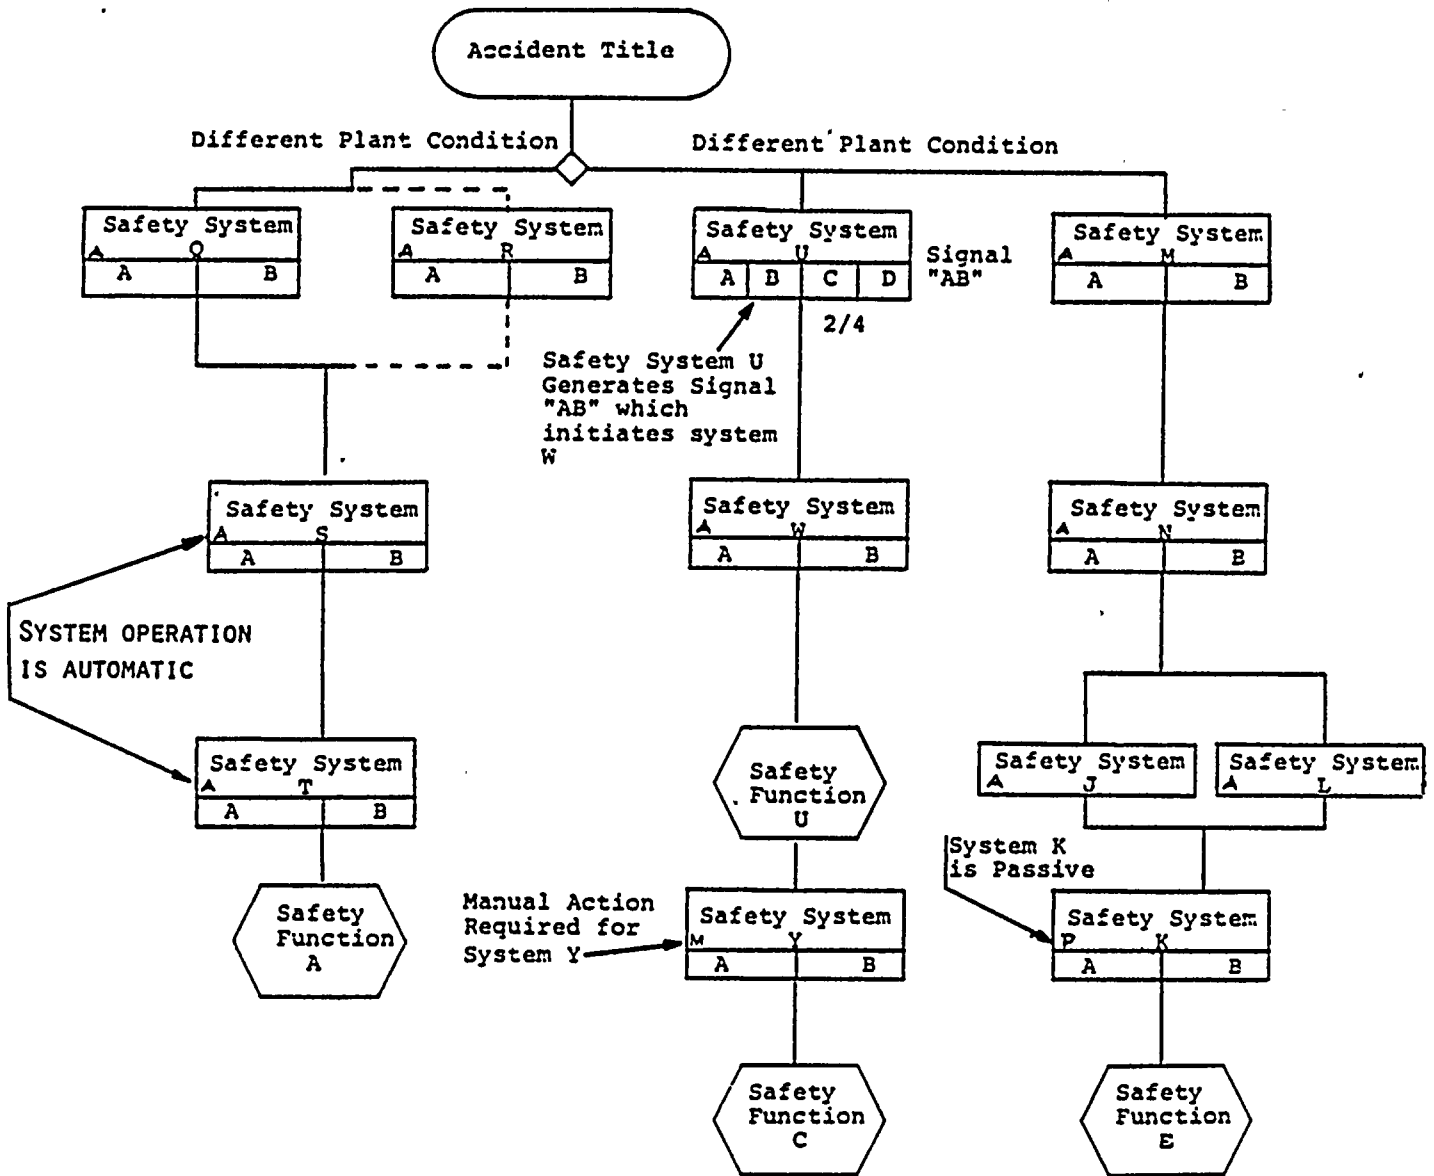 Accident Title
Different Plant Condition
Different Plant Condition
Safety System
A Q
A B
Safety System
A R
A B
Safety System
A U
A B C D
2/4
Signal
"AB"
Safety System
A M
A B
Safety System U
Generates Signal
"AB" which
initiates system
W
Safety System
A S
A B
SYSTEM OPERATION
IS AUTOMATIC
Safety System
A T
A B
Safety
Function
A
Safety System
A W
A B
Safety
Function
U
Manual Action
Required for
System Y
Safety System
M Y
A B
Safety
Function
C
Safety System
A N
A B
Safety System
A J
Safety System
A L
System K
is Passive
Safety System
P K
A B
Safety
Function
E